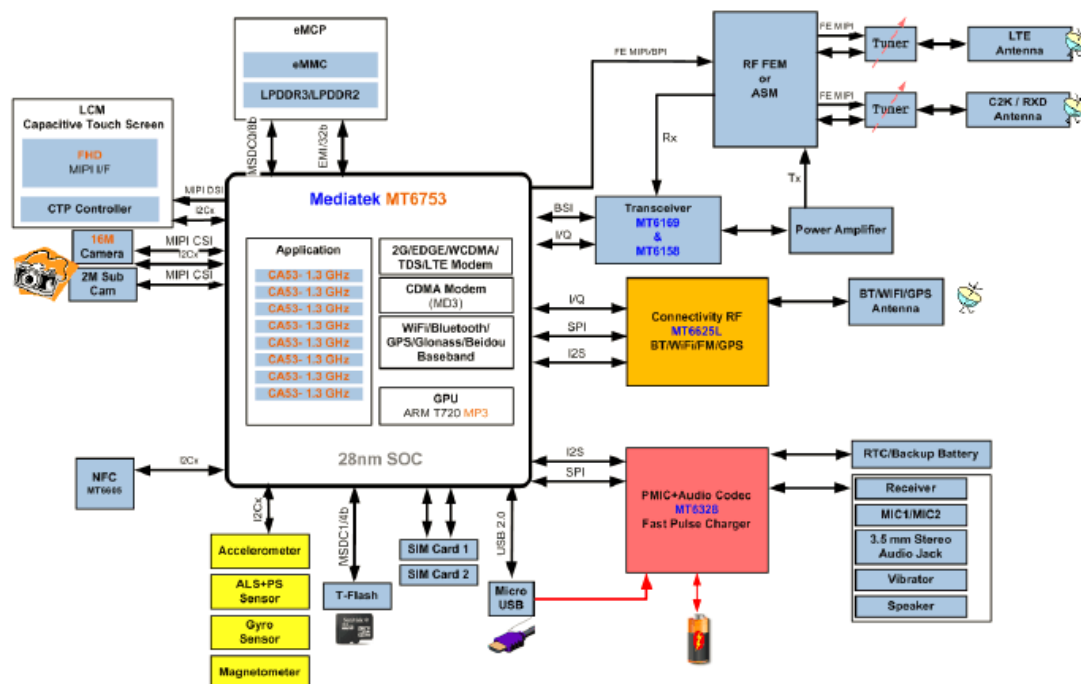 eMCP
eMMC
LPDDR3/LPDDR2
MSDC0/8b
EMI/32b
LCM
Capacitive Touch Screen
FHD
MIPI I/F
CTP Controller
MIPI DSI
I2Cx
16M
Camera
2M Sub
Cam
MIPI CSI
I2Cx
MIPI CSI
Mediatek MT6753
Application
CA53- 1.3 GHz
CA53- 1.3 GHz
CA53- 1.3 GHz
CA53- 1.3 GHz
CA53- 1.3 GHz
CA53- 1.3 GHz
CA53- 1.3 GHz
CA53- 1.3 GHz
2G/EDGE/WCDMA/
TDS/LTE Modem
CDMA Modem
(MD3)
WiFi/Bluetooth/
GPS/Glonass/Beidou
Baseband
GPU
ARM T720 MP3
28nm SOC
FE MIPI/BPI
RF FEM
or
ASM
FE MIPI
Tuner
LTE
Antenna
FE MIPI
Tuner
C2K / RXD
Antenna
Rx
Tx
BSI
I/Q
Transceiver
MT6169
&
MT6158
Power Amplifier
I/Q
SPI
I2S
Connectivity RF
MT6625L
BT/WiFi/FM/GPS
BT/WIFI/GPS
Antenna
I2S
SPI
PMIC+Audio Codec
MT6328
Fast Pulse Charger
RTC/Backup Battery
Receiver
MIC1/MIC2
3.5 mm Stereo
Audio Jack
Vibrator
Speaker
NFC
MT6605
I2Cx
I2Cx
Accelerometer
ALS+PS
Sensor
Gyro
Sensor
Magnetometer
MSDC1/4b
T-Flash
SIM Card 1
SIM Card 2
USB 2.0
Micro
USB